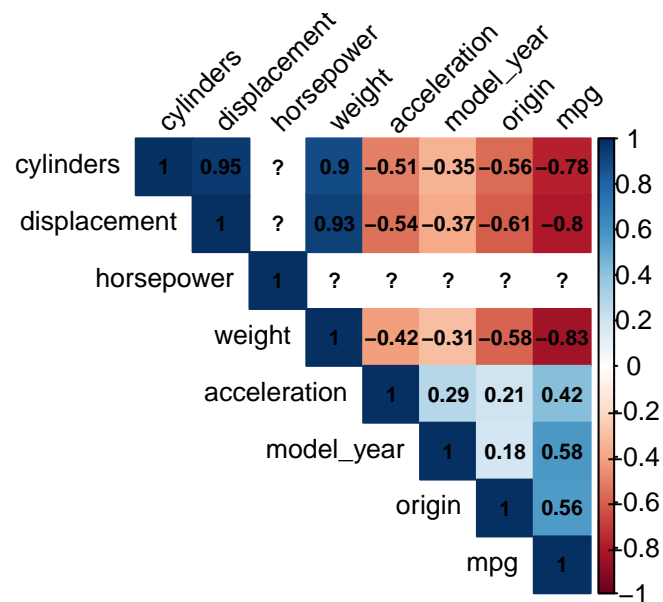 cylinders
displacement
horsepower
weight
acceleration
model_year
origin
mpg
cylinders 1 0.95 ? 0.9 −0.51 −0.35 −0.56 −0.78
displacement 1 ? 0.93 −0.54 −0.37 −0.61 −0.8
horsepower 1 ? ? ? ? ?
weight 1 −0.42 −0.31 −0.58 −0.83
acceleration 1 0.29 0.21 0.42
model_year 1 0.18 0.58
origin 1 0.56
mpg 1
1
0.8
0.6
0.4
0.2
0
−0.2
−0.4
−0.6
−0.8
−1